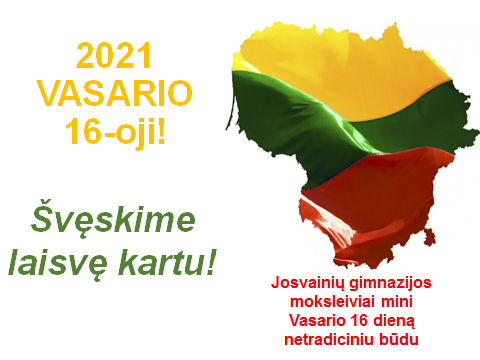 2021
VASARIO
16-oji!
Švęskime
laisvę kartu!
Josvainių gimnazijos
moksleiviai mini
Vasario 16 dieną
netradiciniu būdu